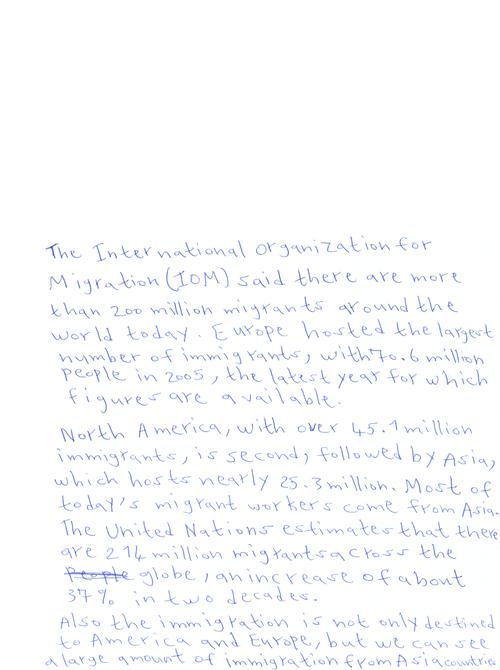 The International Organization for
Migration (IOM) said there are more
than 200 million migrants around the
world today. Europe hosted the largest
number of immigrants, with 70.6 million
people in 2005, the latest year for which
figures are available.
North America, with over 45.1 million
immigrants, is second, followed by Asia,
which hosts nearly 25.3 million. Most of
today's migrant workers come from Asia.
The United Nations estimates that there
are 214 million migrants across the
People globe, an increase of about
37% in two decades.
Also the immigration is not only destined
to America and Europe, but we can see
a large amount of immigration from Asia